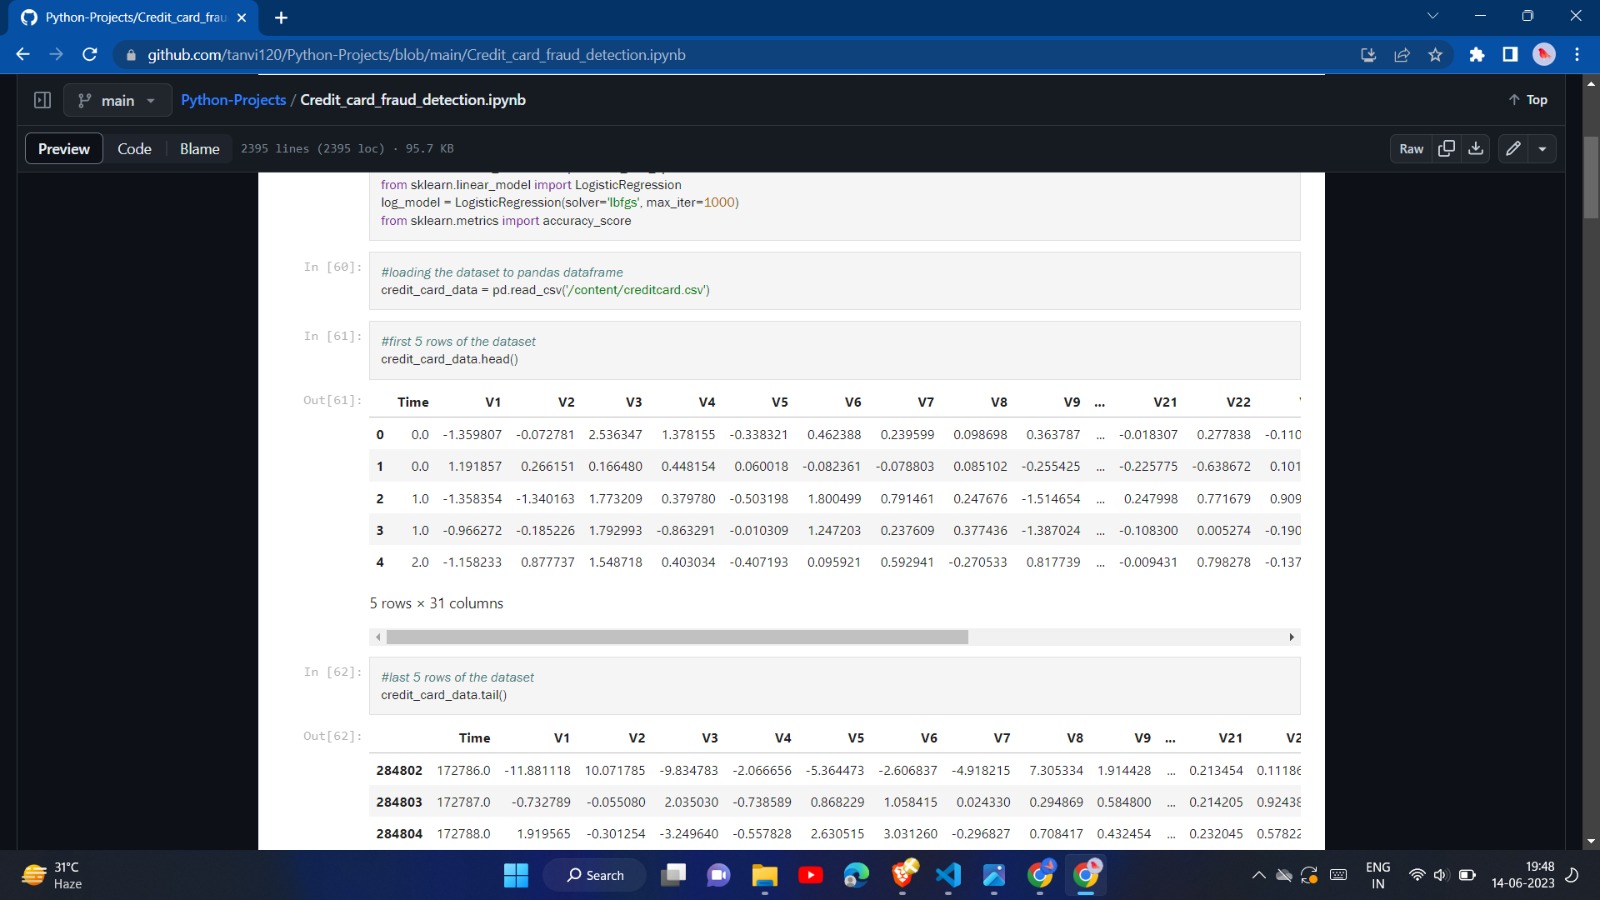 Python-Projects/Credit_card_frau
github.com/tanvi120/Python-Projects/blob/main/Credit_card_fraud_detection.ipynb
main
Python-Projects / Credit_card_fraud_detection.ipynb
Top
Preview Code Blame 2395 lines (2395 loc) · 95.7 KB
Raw
from sklearn.linear_model import LogisticRegression
log_model = LogisticRegression(solver='lbfgs', max_iter=1000)
from sklearn.metrics import accuracy_score
In [60]:
#loading the dataset to pandas dataframe
credit_card_data = pd.read_csv('/content/creditcard.csv')
In [61]:
#first 5 rows of the dataset
credit_card_data.head()
Out[61]:
Time V1 V2 V3 V4 V5 V6 V7 V8 V9 ... V21 V22
0 0.0 -1.359807 -0.072781 2.536347 1.378155 -0.338321 0.462388 0.239599 0.098698 0.363787 ... -0.018307 0.277838 -0.110
1 0.0 1.191857 0.266151 0.166480 0.448154 0.060018 -0.082361 -0.078803 0.085102 -0.255425 ... -0.225775 -0.638672 0.101
2 1.0 -1.358354 -1.340163 1.773209 0.379780 -0.503198 1.800499 0.791461 0.247676 -1.514654 ... 0.247998 0.771679 0.909
3 1.0 -0.966272 -0.185226 1.792993 -0.863291 -0.010309 1.247203 0.237609 0.377436 -1.387024 ... -0.108300 0.005274 -0.190
4 2.0 -1.158233 0.877737 1.548718 0.403034 -0.407193 0.095921 0.592941 -0.270533 0.817739 ... -0.009431 0.798278 -0.137
5 rows × 31 columns
In [62]:
#last 5 rows of the dataset
credit_card_data.tail()
Out[62]:
Time V1 V2 V3 V4 V5 V6 V7 V8 V9 ... V21 V2
284802 172786.0 -11.881118 10.071785 -9.834783 -2.066656 -5.364473 -2.606837 -4.918215 7.305334 1.914428 ... 0.213454 0.11186
284803 172787.0 -0.732789 -0.055080 2.035030 -0.738589 0.868229 1.058415 0.024330 0.294869 0.584800 ... 0.214205 0.92438
284804 172788.0 1.919565 -0.301254 -3.249640 -0.557828 2.630515 3.031260 -0.296827 0.708417 0.432454 ... 0.232045 0.57822
31°C
Haze
Search
ENG
IN
19:48
14-06-2023